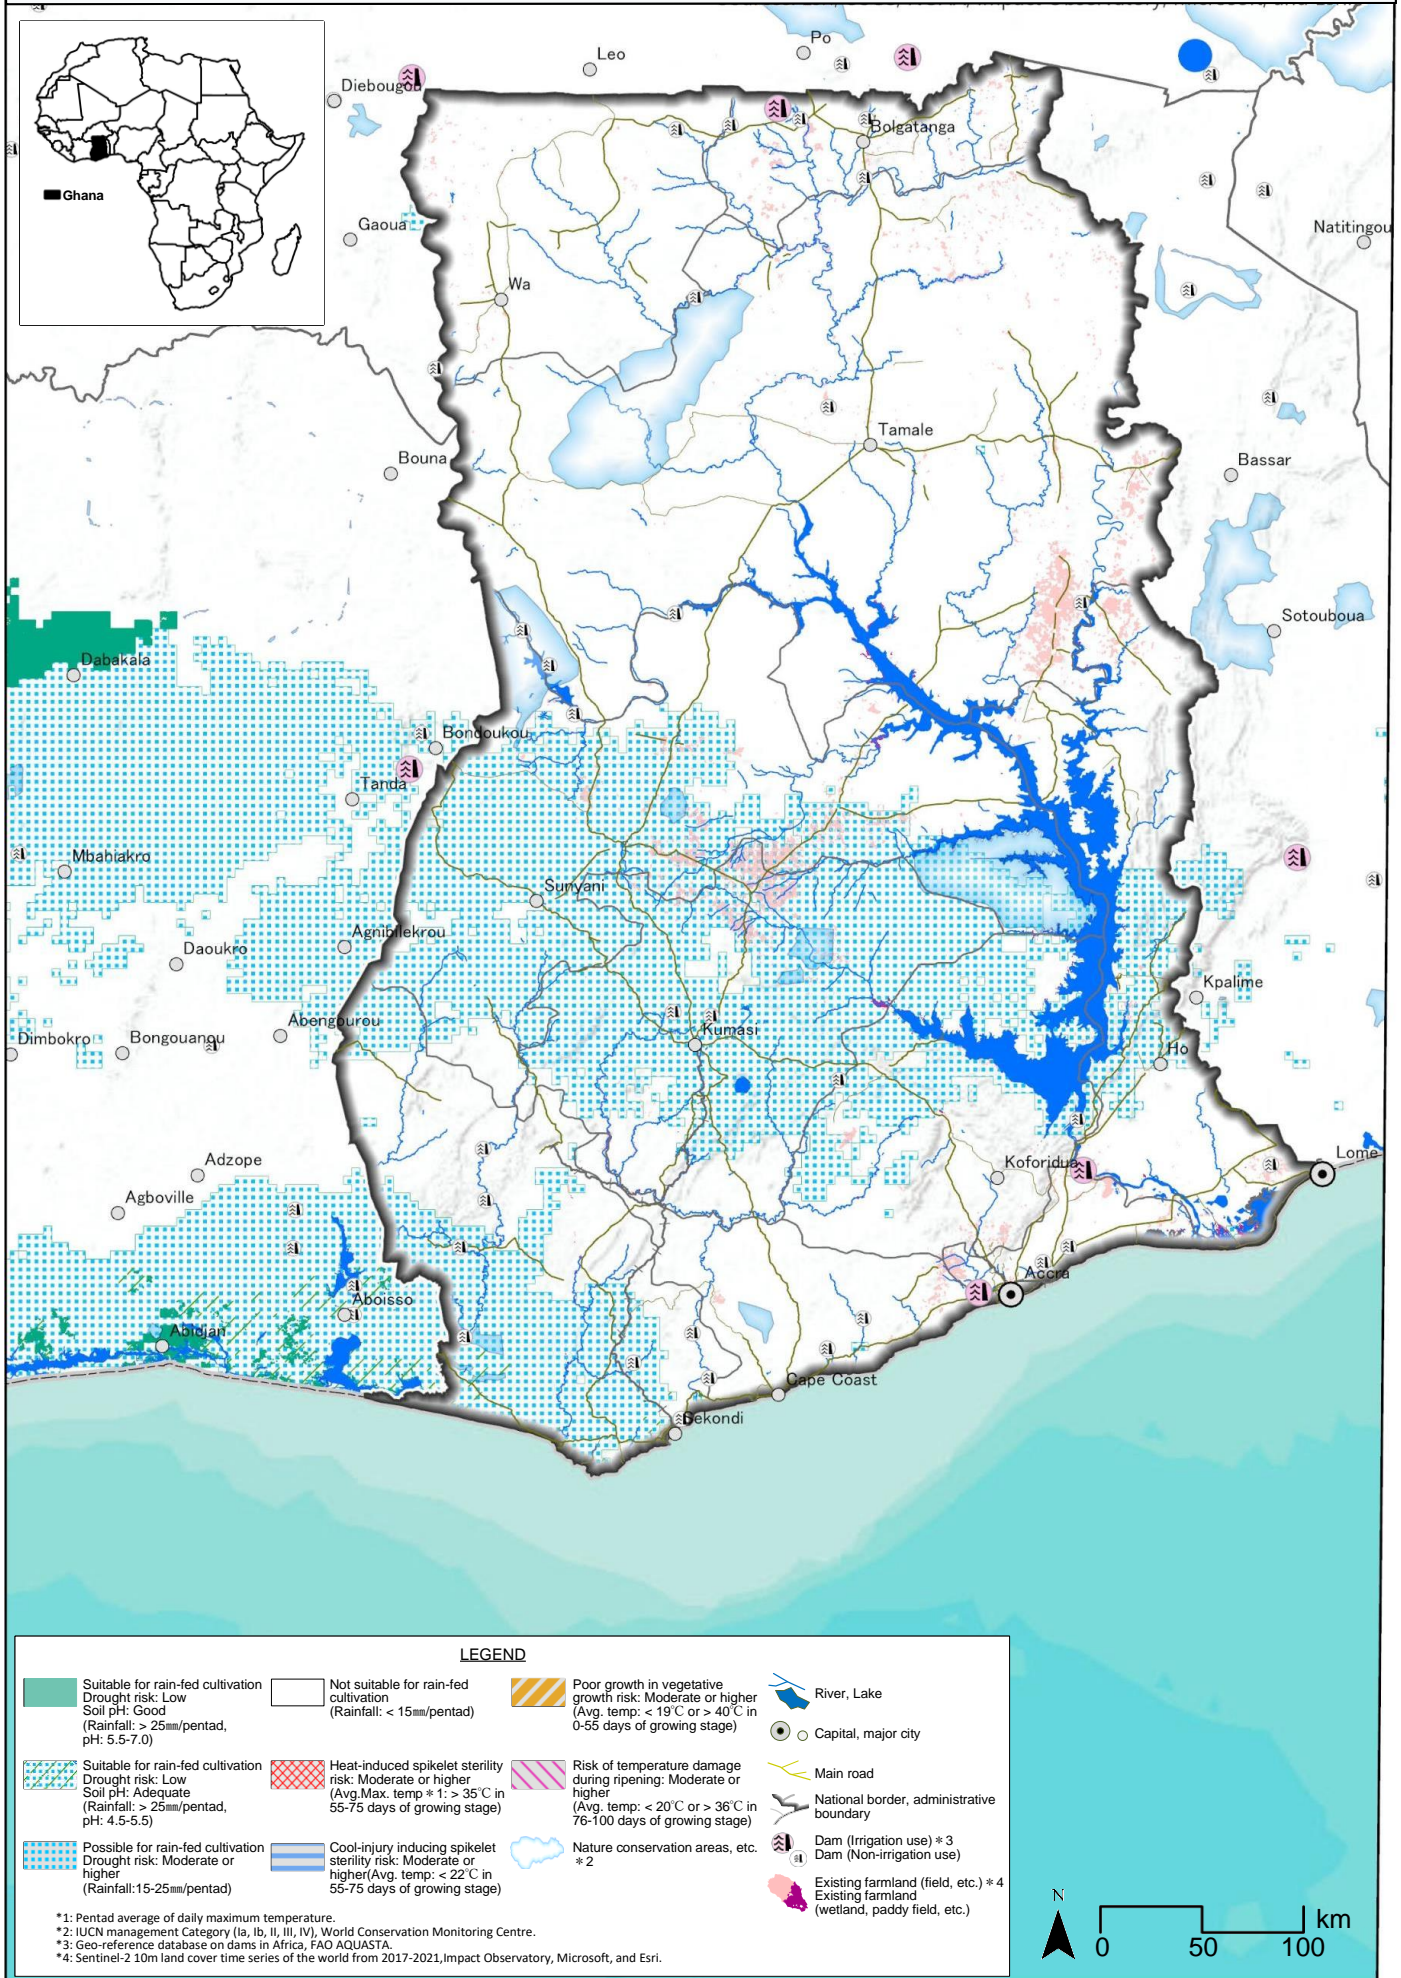 Leo
Po
Diebougou
Bolgatanga
Ghana
Gaoua
Natitingou
Wa
Tamale
Bouna
Bassar
Sotouboua
Dabakala
Bondoukou
Tanda
Mbahiakro
Sunyani
Agnibilekrou
Daoukro
Kpalime
Abengourou
Dimbokro
Bongouanou
Kumasi
Ho
Adzope
Koforidua
Lome
Agboville
Accra
Aboisso
Abidjan
Cape Coast
Sekondi
LEGEND
Suitable for rain-fed cultivation
Drought risk: Low
Soil pH: Good
(Rainfall: > 25㎜/pentad,
pH: 5.5-7.0)
Suitable for rain-fed cultivation
Drought risk: Low
Soil pH: Adequate
(Rainfall: > 25㎜/pentad,
pH: 4.5-5.5)
Possible for rain-fed cultivation
Drought risk: Moderate or
higher
(Rainfall:15-25㎜/pentad)
Not suitable for rain-fed
cultivation
(Rainfall: < 15㎜/pentad)
Heat-induced spikelet sterility
risk: Moderate or higher
(Avg.Max. temp＊1: > 35℃ in
55-75 days of growing stage)
Cool-injury inducing spikelet
sterility risk: Moderate or
higher(Avg. temp: < 22℃ in
55-75 days of growing stage)
Poor growth in vegetative
growth risk: Moderate or higher
(Avg. temp: < 19℃ or > 40℃ in
0-55 days of growing stage)
Risk of temperature damage
during ripening: Moderate or
higher
(Avg. temp: < 20℃ or > 36℃ in
76-100 days of growing stage)
Nature conservation areas, etc.
＊2
River, Lake
Capital, major city
Main road
National border, administrative
boundary
Dam (Irrigation use)＊3
Dam (Non-irrigation use)
Existing farmland (field, etc.)＊4
Existing farmland
(wetland, paddy field, etc.)
*1: Pentad average of daily maximum temperature.
*2: IUCN management Category (Ia, Ib, II, III, IV), World Conservation Monitoring Centre.
*3: Geo-reference database on dams in Africa, FAO AQUASTA.
*4: Sentinel-2 10m land cover time series of the world from 2017-2021,Impact Observatory, Microsoft, and Esri.
N
km
0 50 100